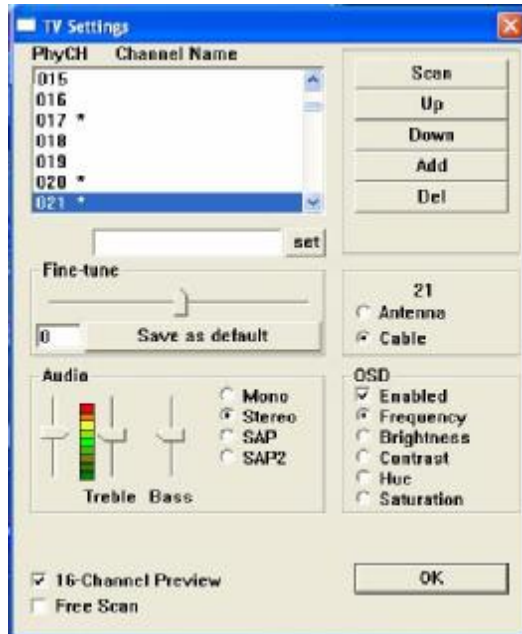 TV Settings
PhyCH Channel Name
015
016
017 *
018
019
020 *
021 *
Scan
Up
Down
Add
Del
set
Fine-tune
0 Save as default
21
Antenna
Cable
Audio
Mono
Stereo
SAP
SAP2
Treble Bass
OSD
Enabled
Frequency
Brightness
Contrast
Hue
Saturation
16-Channel Preview
Free Scan
OK